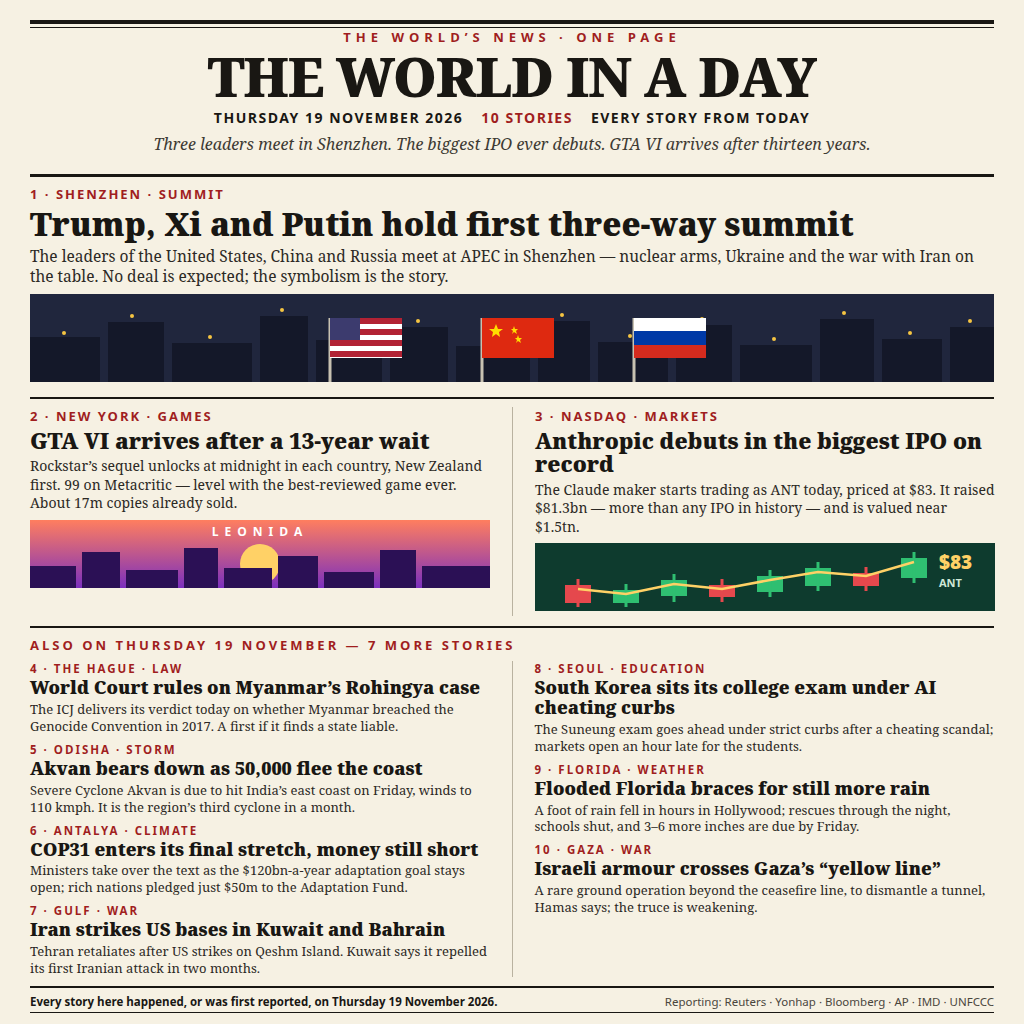 THE WORLD’S NEWS · ONE PAGE
THE WORLD IN A DAY
THURSDAY 19 NOVEMBER 2026 10 STORIES EVERY STORY FROM TODAY
Three leaders meet in Shenzhen. The biggest IPO ever debuts. GTA VI arrives after thirteen years.
1 · SHENZHEN · SUMMIT
Trump, Xi and Putin hold first three-way summit
The leaders of the United States, China and Russia meet at APEC in Shenzhen — nuclear arms, Ukraine and the war with Iran on
the table. No deal is expected; the symbolism is the story.
2 · NEW YORK · GAMES
GTA VI arrives after a 13-year wait
Rockstar’s sequel unlocks at midnight in each country, New Zealand
first. 99 on Metacritic — level with the best-reviewed game ever.
About 17m copies already sold.
LEONIDA
3 · NASDAQ · MARKETS
Anthropic debuts in the biggest IPO on
record
The Claude maker starts trading as ANT today, priced at $83. It raised
$81.3bn — more than any IPO in history — and is valued near
$1.5tn.
$83
ANT
ALSO ON THURSDAY 19 NOVEMBER — 7 MORE STORIES
4 · THE HAGUE · LAW
World Court rules on Myanmar’s Rohingya case
The ICJ delivers its verdict today on whether Myanmar breached the
Genocide Convention in 2017. A first if it finds a state liable.
5 · ODISHA · STORM
Akvan bears down as 50,000 flee the coast
Severe Cyclone Akvan is due to hit India’s east coast on Friday, winds to
110 kmph. It is the region’s third cyclone in a month.
6 · ANTALYA · CLIMATE
COP31 enters its final stretch, money still short
Ministers take over the text as the $120bn-a-year adaptation goal stays
open; rich nations pledged just $50m to the Adaptation Fund.
7 · GULF · WAR
Iran strikes US bases in Kuwait and Bahrain
Tehran retaliates after US strikes on Qeshm Island. Kuwait says it repelled
its first Iranian attack in two months.
8 · SEOUL · EDUCATION
South Korea sits its college exam under AI
cheating curbs
The Suneung exam goes ahead under strict curbs after a cheating scandal;
markets open an hour late for the students.
9 · FLORIDA · WEATHER
Flooded Florida braces for still more rain
A foot of rain fell in hours in Hollywood; rescues through the night,
schools shut, and 3–6 more inches are due by Friday.
10 · GAZA · WAR
Israeli armour crosses Gaza’s “yellow line”
A rare ground operation beyond the ceasefire line, to dismantle a tunnel,
Hamas says; the truce is weakening.
Every story here happened, or was first reported, on Thursday 19 November 2026.
Reporting: Reuters · Yonhap · Bloomberg · AP · IMD · UNFCCC